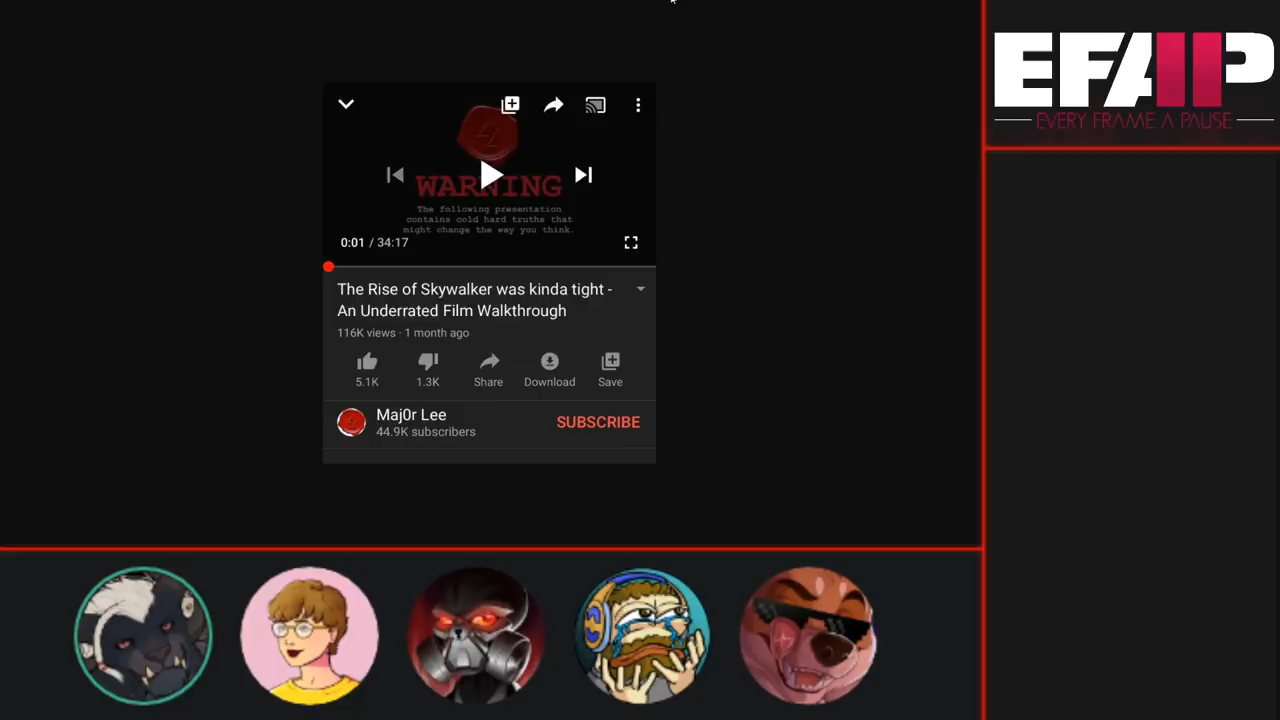 EFAP
EVERY FRAME A PAUSE
WARNING
The following presentation
contains cold hard truths that
might change the way you think.
0:01 / 34:17
The Rise of Skywalker was kinda tight -
An Underrated Film Walkthrough
116K views · 1 month ago
5.1K
1.3K
Share
Download
Save
Maj0r Lee
44.9K subscribers
SUBSCRIBE